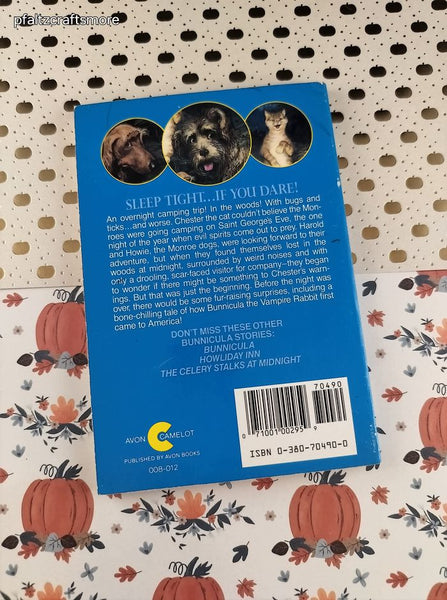 pfaltzcraftsmore
SLEEP TIGHT...IF YOU DARE!
An overnight camping trip! In the woods! With bugs and
ticks...and worse. Chester the cat couldn't believe the Mon-
roes were going camping on Saint George's Eve, the one
night of the year when evil spirits come out to prey. Harold
and Howie, the Monroe dogs, were looking forward to their
adventure, but when they found themselves lost in the
woods at midnight, surrounded by weird noises and with
only a drooling, scar-faced visitor for company—they began
to wonder if there might be something to Chester's warn-
ings. But that was just the beginning. Before the night was
over, there would be some fur-raising surprises, including a
bone-chilling tale of how Bunnicula the Vampire Rabbit first
came to America!
DON'T MISS THESE OTHER
BUNNICULA STORIES:
BUNNICULA
HOWLIDAY INN
THE CELERY STALKS AT MIDNIGHT
AVON CAMELOT
PUBLISHED BY AVON BOOKS
008-012
70490
0 71001 00295 9
ISBN 0-380-70490-0